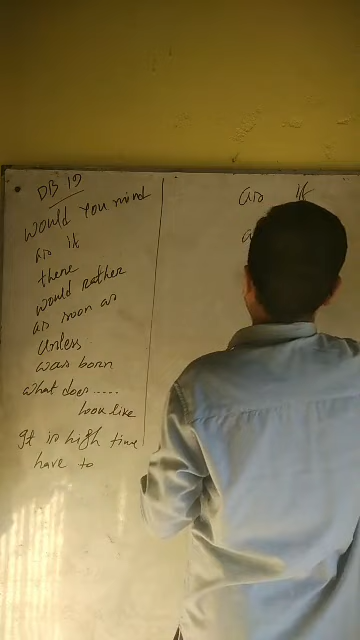 DB 19
Would You mind
as if
there
would rather
as soon as
Unless
was born
what does .....
look like
It is high time
have to
as if
a